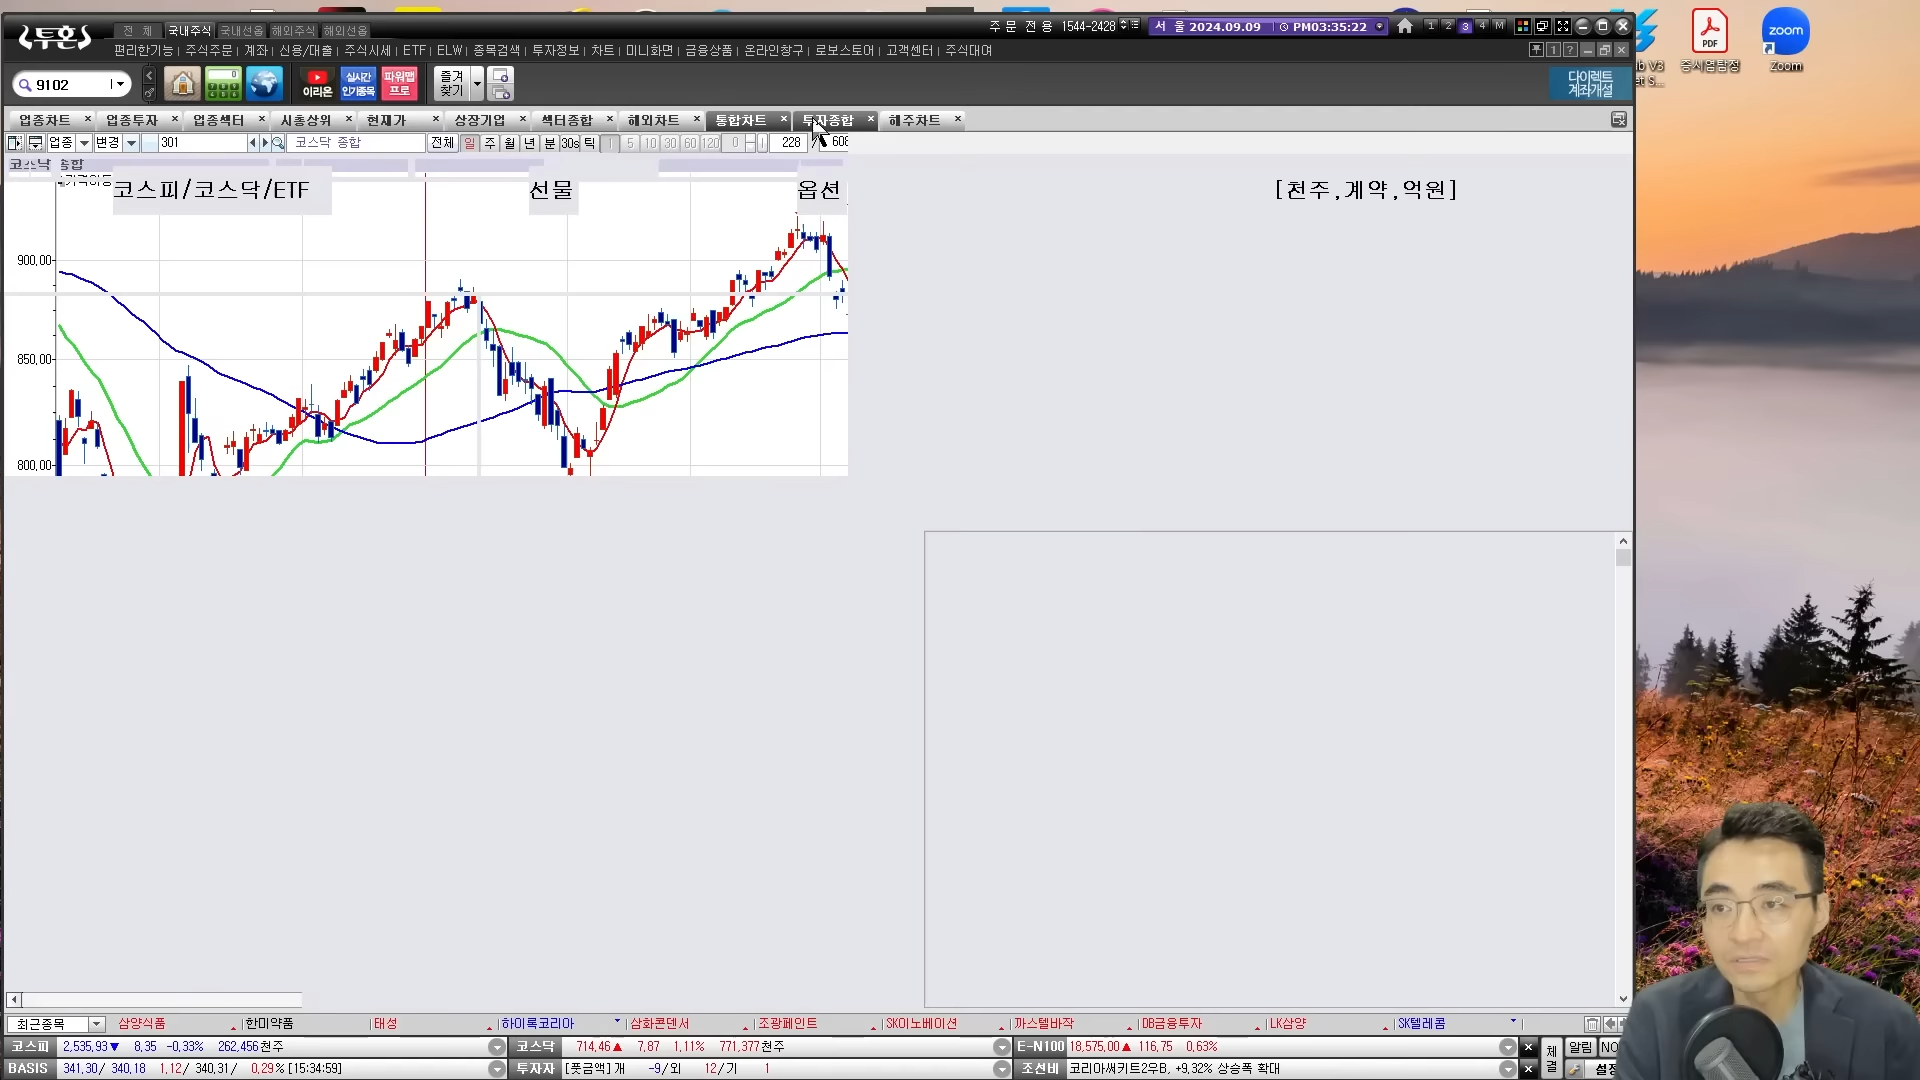 투혼
전 체 국내주식 국내선옵 해외주식 해외선옵
주 문 전 용 1544-2428 서 울 2024.09.09 PM03:35:22 1 2 3 4 M
편리한기능 주식주문 계좌 신용/대출 주식시세 ETF ELW 종목검색 투자정보 차트 미니화면 금융상품 온라인창구 로보스토어 고객센터 주식대여
9102 이리온 실시간 인기종목 파워맵 프로 즐겨 찾기 다이렉트 계좌개설
업종차트 업종투자 업종섹터 시총상위 현재가 상장기업 섹터종합 해외차트 통합차트 투자종합 해주차트
업종 변경 301 코스닥 종합 전체 일 주 월 년 분 30s 틱 1 5 10 30 60 120 0 228 / 608
코스닥 종합
코스피/코스닥/ETF 선물 옵션 [천주,계약,억원]
900,00
850,00
800,00
PDF
증시염탐정
zoom
Zoom
최근종목 삼양식품 한미약품 태성 하이록코리아 삼화콘덴서 조광페인트 SK이노베이션 까스텔바작 DB금융투자 LK삼양 SK텔레콤
코스피 2,535,93▼ 8,35 -0,33% 262,456천주 코스닥 714,46▲ 7,87 1,11% 771,377천주 E-N100 18,575,00▲ 116,75 0,63% 체결 알림 NO
BASIS 341,30/ 340,18 1,12/ 340,31/ 0,29% [15:34:59] 투자자 [풋금액]개 -9/외 12/기 1 조선비 코리아써키트2우B, +9,32% 상승폭 확대 설정